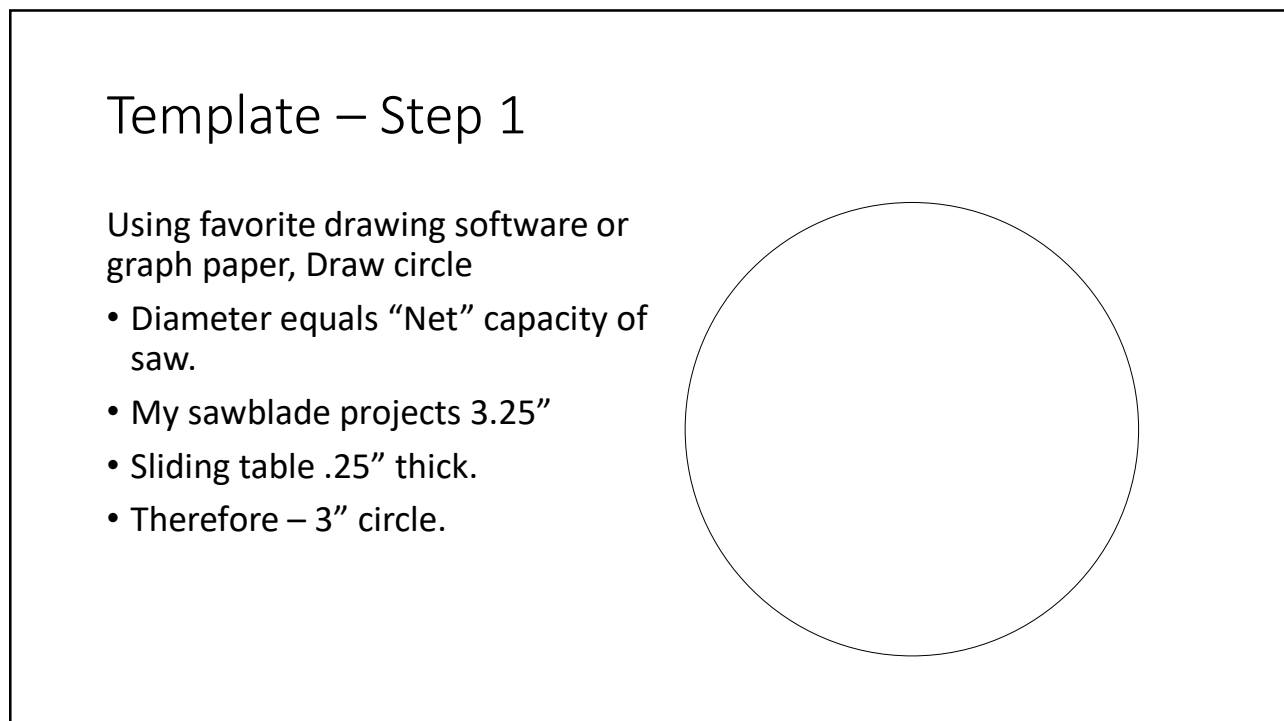 Template – Step 1
Using favorite drawing software or
graph paper, Draw circle
• Diameter equals “Net” capacity of
saw.
• My sawblade projects 3.25”
• Sliding table .25” thick.
• Therefore – 3” circle.